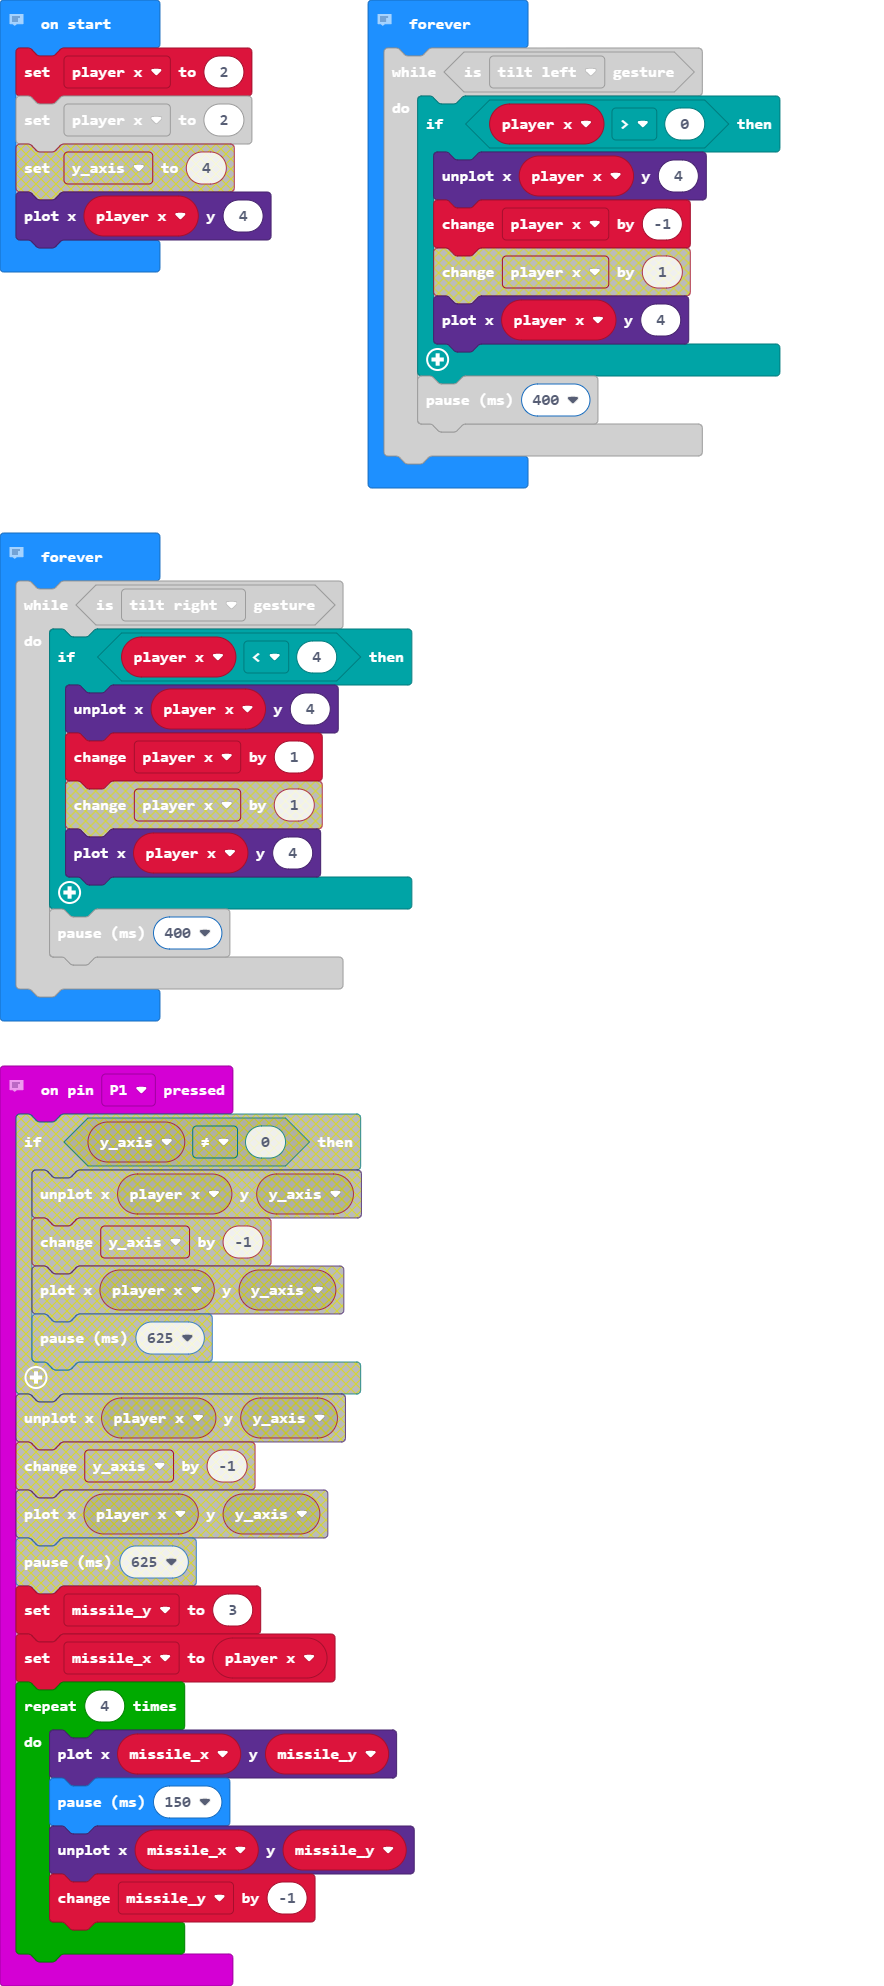 on start
set player x to 2
set player x to 2
set y_axis to 4
plot x player x y 4
forever
while is tilt left gesture
do
if player x > 0 then
unplot x player x y 4
change player x by -1
change player x by 1
plot x player x y 4
pause (ms) 400
forever
while is tilt right gesture
do
if player x < 4 then
unplot x player x y 4
change player x by 1
change player x by 1
plot x player x y 4
pause (ms) 400
on pin P1 pressed
if y_axis ≠ 0 then
unplot x player x y y_axis
change y_axis by -1
plot x player x y y_axis
pause (ms) 625
unplot x player x y y_axis
change y_axis by -1
plot x player x y y_axis
pause (ms) 625
set missile_y to 3
set missile_x to player x
repeat 4 times
do
plot x missile_x y missile_y
pause (ms) 150
unplot x missile_x y missile_y
change missile_y by -1